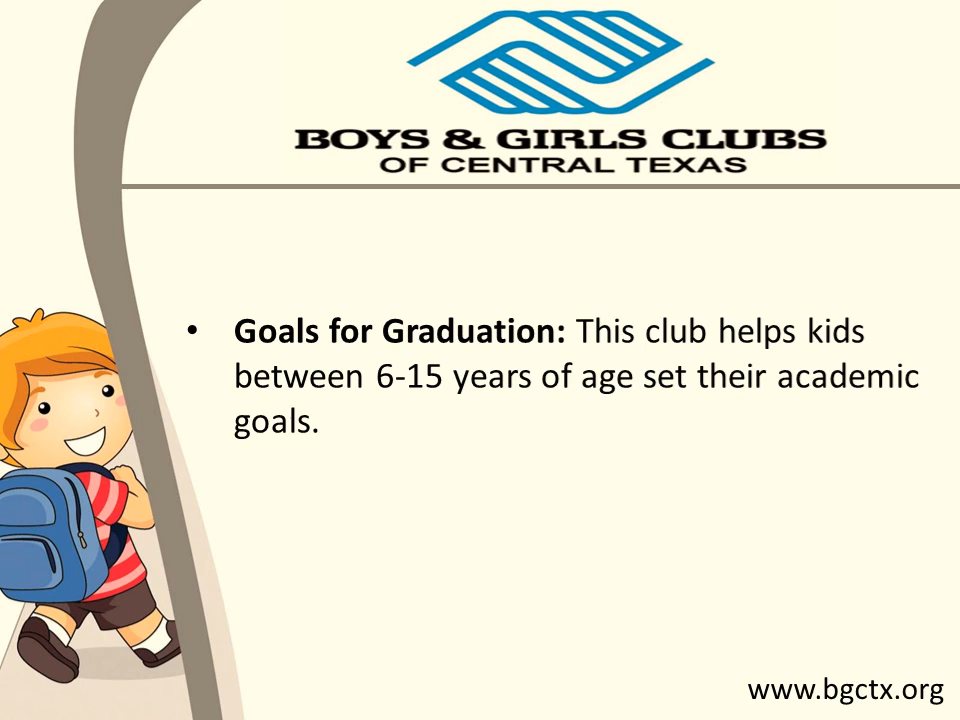 BOYS & GIRLS CLUBS
OF CENTRAL TEXAS
• Goals for Graduation: This club helps kids
between 6-15 years of age set their academic
goals.
www.bgctx.org